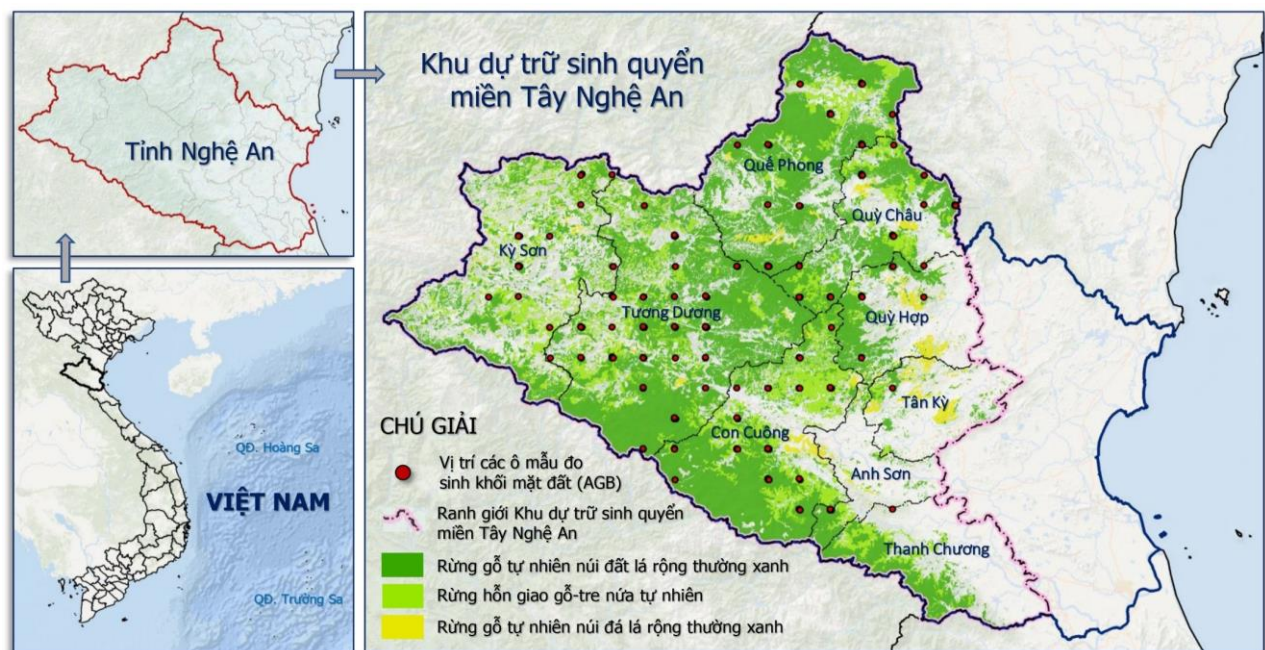 Tỉnh Nghệ An
QĐ. Hoàng Sa
VIỆT NAM
QĐ. Trường Sa
Khu dự trữ sinh quyển
miền Tây Nghệ An
Quế Phong
Quỳ Châu
Kỳ Sơn
Tương Dương
Quỳ Hợp
Tân Kỳ
Con Cuông
Anh Sơn
Thanh Chương
CHÚ GIẢI
Vị trí các ô mẫu đo
sinh khối mặt đất (AGB)
Ranh giới Khu dự trữ sinh quyển
miền Tây Nghệ An
Rừng gỗ tự nhiên núi đất lá rộng thường xanh
Rừng hỗn giao gỗ-tre nứa tự nhiên
Rừng gỗ tự nhiên núi đá lá rộng thường xanh